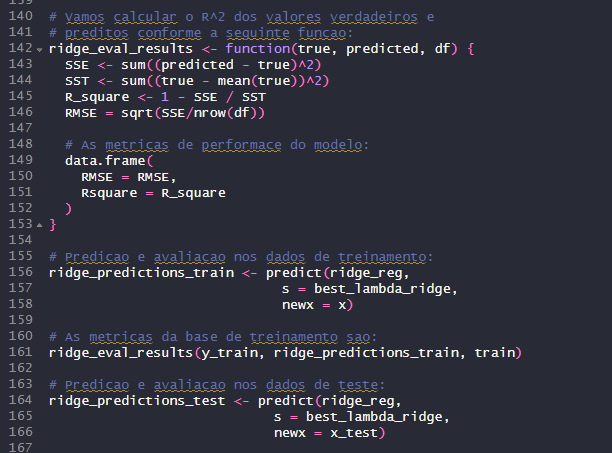 139
140 # Vamos calcular o R^2 dos valores verdadeiros e
141 # preditos conforme a seguinte funcao:
142 ridge_eval_results <- function(true, predicted, df) {
143   SSE <- sum((predicted - true)^2)
144   SST <- sum((true - mean(true))^2)
145   R_square <- 1 - SSE / SST
146   RMSE = sqrt(SSE/nrow(df))
147
148   # As metricas de performace do modelo:
149   data.frame(
150     RMSE = RMSE,
151     Rsquare = R_square
152   )
153 }
154
155 # Predicao e avaliacao nos dados de treinamento:
156 ridge_predictions_train <- predict(ridge_reg,
157                              s = best_lambda_ridge,
158                              newx = x)
159
160 # As metricas da base de treinamento sao:
161 ridge_eval_results(y_train, ridge_predictions_train, train)
162
163 # Predicao e avaliacao nos dados de teste:
164 ridge_predictions_test <- predict(ridge_reg,
165                             s = best_lambda_ridge,
166                             newx = x_test)
167